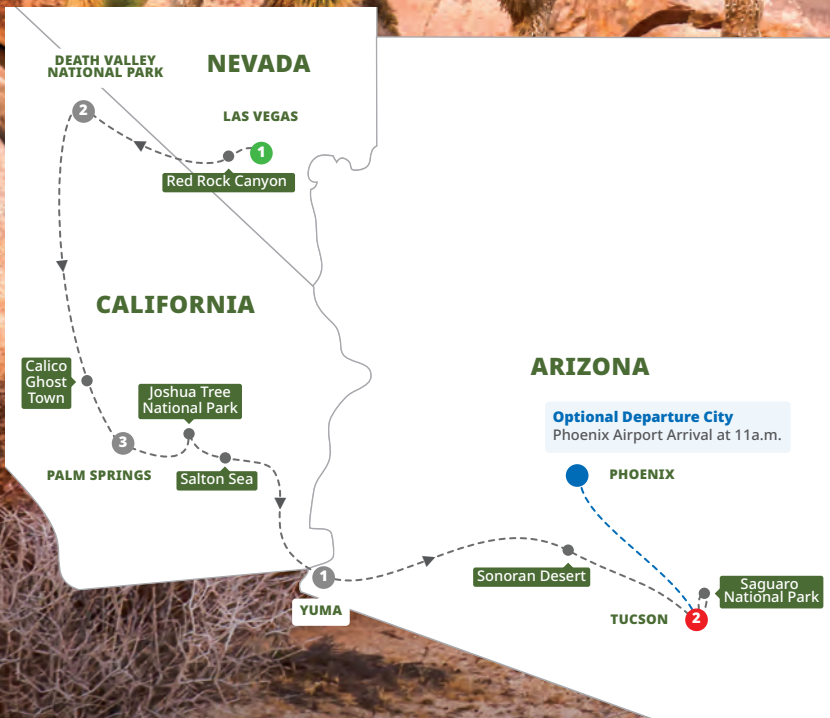 DEATH VALLEY
NATIONAL PARK
NEVADA
2
LAS VEGAS
1
Red Rock Canyon
CALIFORNIA
Calico
Ghost
Town
Joshua Tree
National Park
3
PALM SPRINGS
Salton Sea
ARIZONA
Optional Departure City
Phoenix Airport Arrival at 11a.m.
PHOENIX
1
YUMA
Sonoran Desert
Saguaro
National Park
TUCSON
2